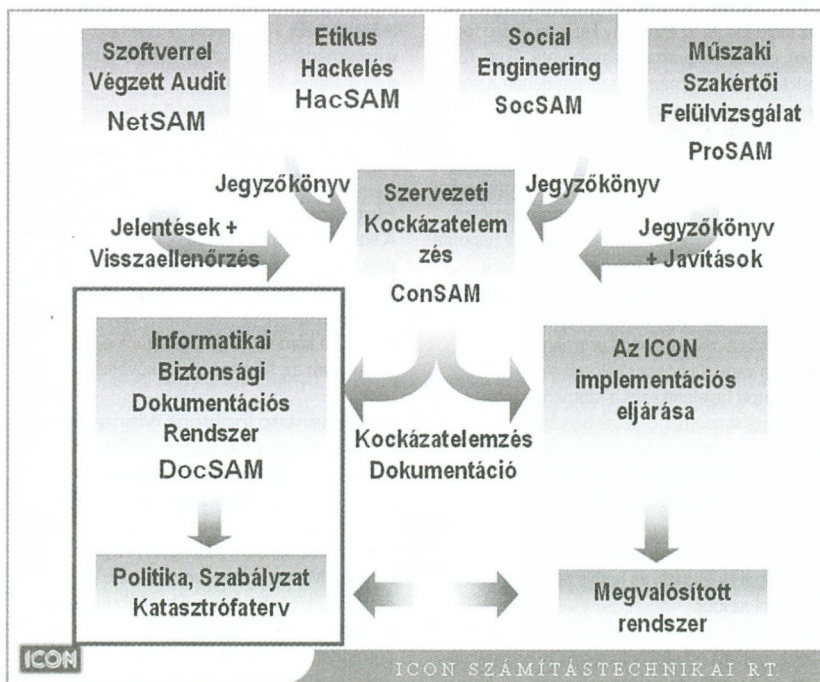 Szoftverrel
Végzett Audit
NetSAM
Etikus
Hackelés
HacSAM
Social
Engineering
SocSAM
Műszaki
Szakértői
Felülvizsgálat
ProSAM
Jegyzőkönyv
Szervezeti
Kockázatelem
zés
ConSAM
Jegyzőkönyv
Jelentések +
Visszaellenőrzés
Jegyzőkönyv
+ Javítások
Informatikai
Biztonsági
Dokumentációs
Rendszer
DocSAM
Az ICON
implementációs
eljárása
Kockázatelemzés
Dokumentáció
Politika, Szabályzat
Katasztrófaterv
Megvalósított
rendszer
ICON
ICON SZÁMÍTÁSTECHNIKAI RT.